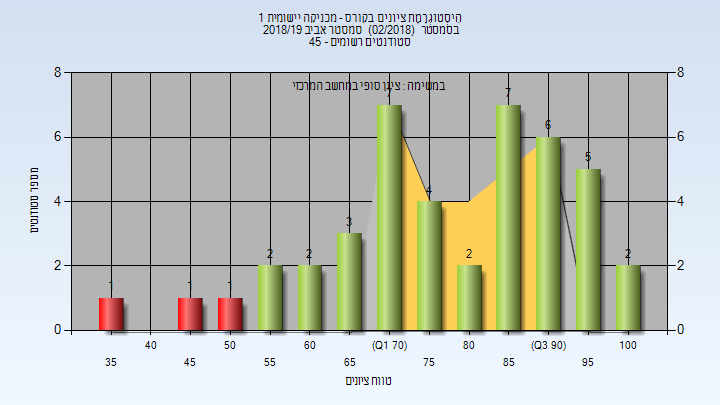 היסטוגרמת ציונים בקורס - מכניקה יישומית 1
בסמסטר (02/2018) סמסטר אביב 2018/19
סטודנטים רשומים - 45
במשימה : ציון סופי במחשב המרכזי
מספר סטודנטים
8 8
6 6
4 4
2 2
0 0
1 1 1 2 2 3 7 4 2 7 6 5 2
40 50 60 (Q1 70) 80 (Q3 90) 100
35 45 55 65 75 85 95
טווח ציונים